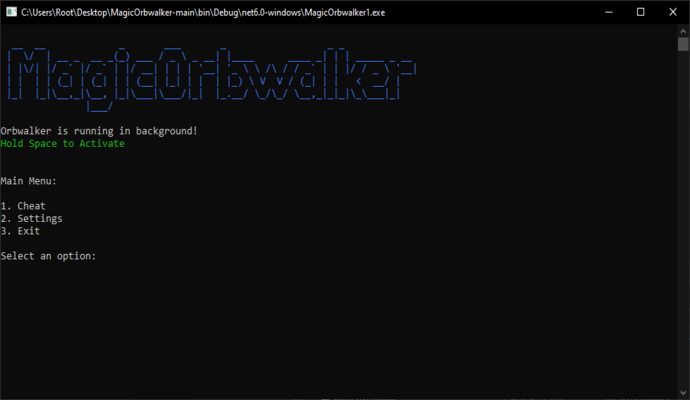 C:\Users\Root\Desktop\MagicOrbwalker-main\bin\Debug\net6.0-windows\MagicOrbwalker1.exe
MagicOrbwalker
Orbwalker is running in background!
Hold Space to Activate
Main Menu:
1. Cheat
2. Settings
3. Exit
Select an option: